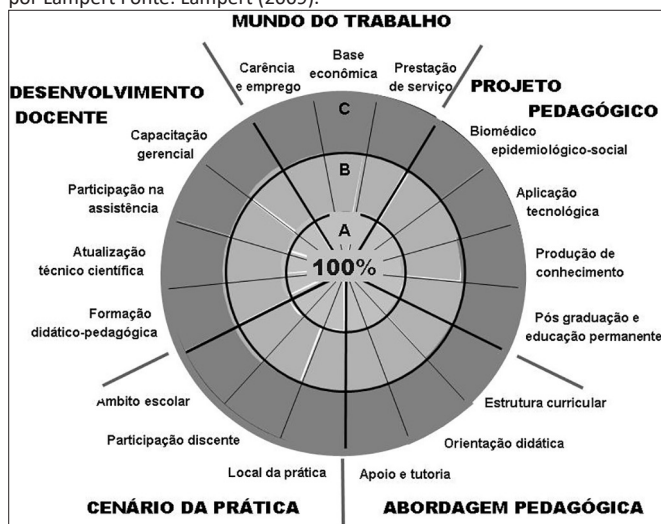 por Lampert Fonte: Lampert (2009).
MUNDO DO TRABALHO
Carência
e emprego
Base
econômica
Prestação
de serviço
DESENVOLVIMENTO
DOCENTE
PROJETO
PEDAGÓGICO
Capacitação
gerencial
Participação na
assistência
Atualização
técnico científica
Formação
didático-pedagógica
Biomédico
epidemiológico-social
Aplicação
tecnológica
Produção de
conhecimento
Pós graduação e
educação permanente
C
B
A
100%
Ambito escolar
Participação discente
Local da prática
Estrutura curricular
Orientação didática
Apoio e tutoria
CENÁRIO DA PRÁTICA
ABORDAGEM PEDAGÓGICA